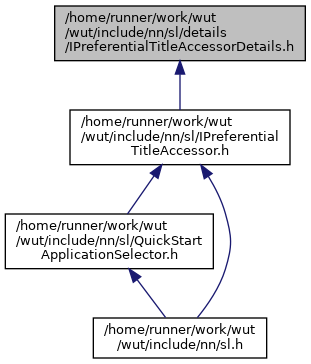 /home/runner/work/wut
/wut/include/nn/sl/details
/IPreferentialTitleAccessorDetails.h
/home/runner/work/wut
/wut/include/nn/sl/IPreferential
TitleAccessor.h
/home/runner/work/wut
/wut/include/nn/sl/QuickStart
ApplicationSelector.h
/home/runner/work/wut
/wut/include/nn/sl.h